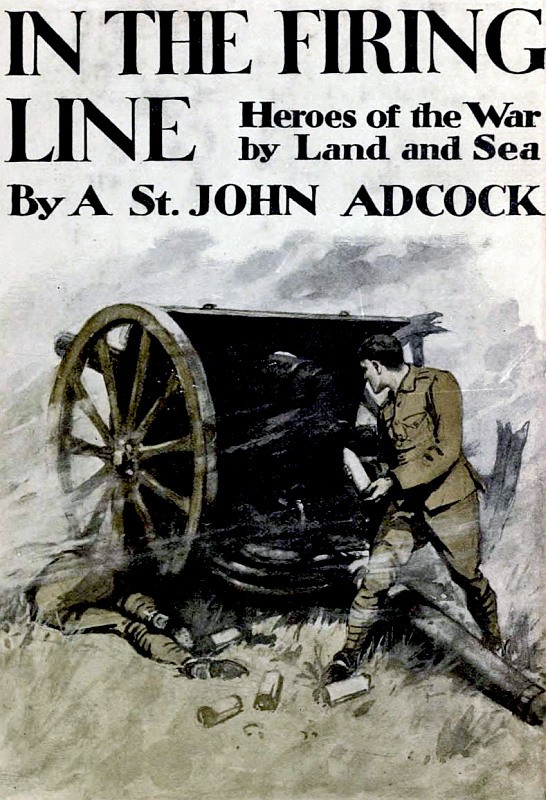 IN THE FIRING
LINE
Heroes of the War
by Land and Sea
By A St. JOHN ADCOCK